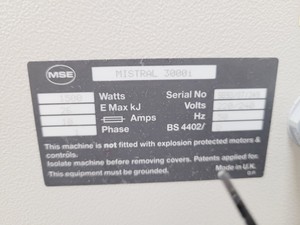 MSE
MISTRAL 3000i
Watts Serial No
E Max kJ Volts
Amps Hz
Phase BS 4402/
This machine is not fitted with explosion protected motors &
controls.
Isolate machine before removing covers. Patents applied for.
This equipment must be grounded. Made in U.K.